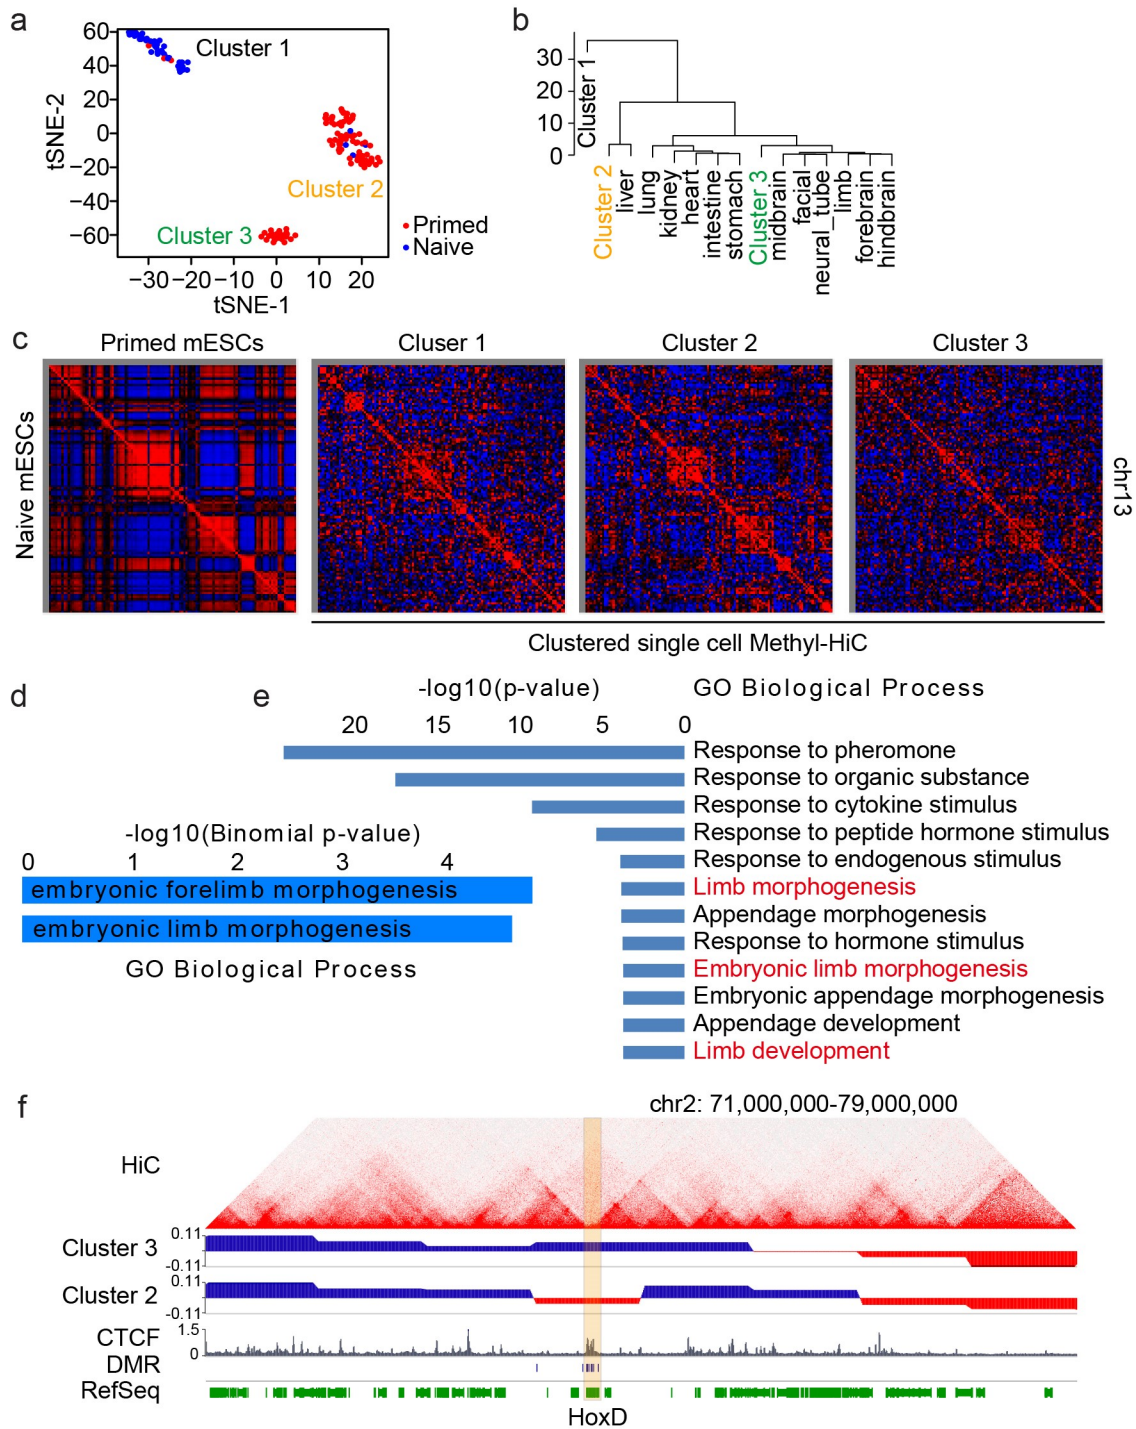 a
60
40
20
0
−20
−40
−60
tSNE-2
Cluster 1
Cluster 2
Cluster 3
Primed
Naive
−30 −20 −10 0 10 20
tSNE-1
b
30
20
10
0
Cluster 1
Cluster 2
liver
lung
kidney
heart
intestine
stomach
Cluster 3
midbrain
facial
neural_tube
limb
forebrain
hindbrain
c
Primed mESCs
Cluser 1
Cluster 2
Cluster 3
Naive mESCs
chr13
Clustered single cell Methyl-HiC
d
-log10(Binomial p-value)
0 1 2 3 4
embryonic forelimb morphogenesis
embryonic limb morphogenesis
GO Biological Process
e
-log10(p-value)
GO Biological Process
20 15 10 5 0
Response to pheromone
Response to organic substance
Response to cytokine stimulus
Response to peptide hormone stimulus
Response to endogenous stimulus
Limb morphogenesis
Appendage morphogenesis
Response to hormone stimulus
Embryonic limb morphogenesis
Embryonic appendage morphogenesis
Appendage development
Limb development
f
chr2: 71,000,000-79,000,000
HiC
Cluster 3
0.11
-0.11
Cluster 2
0.11
-0.11
CTCF
1.5
0
DMR
RefSeq
HoxD